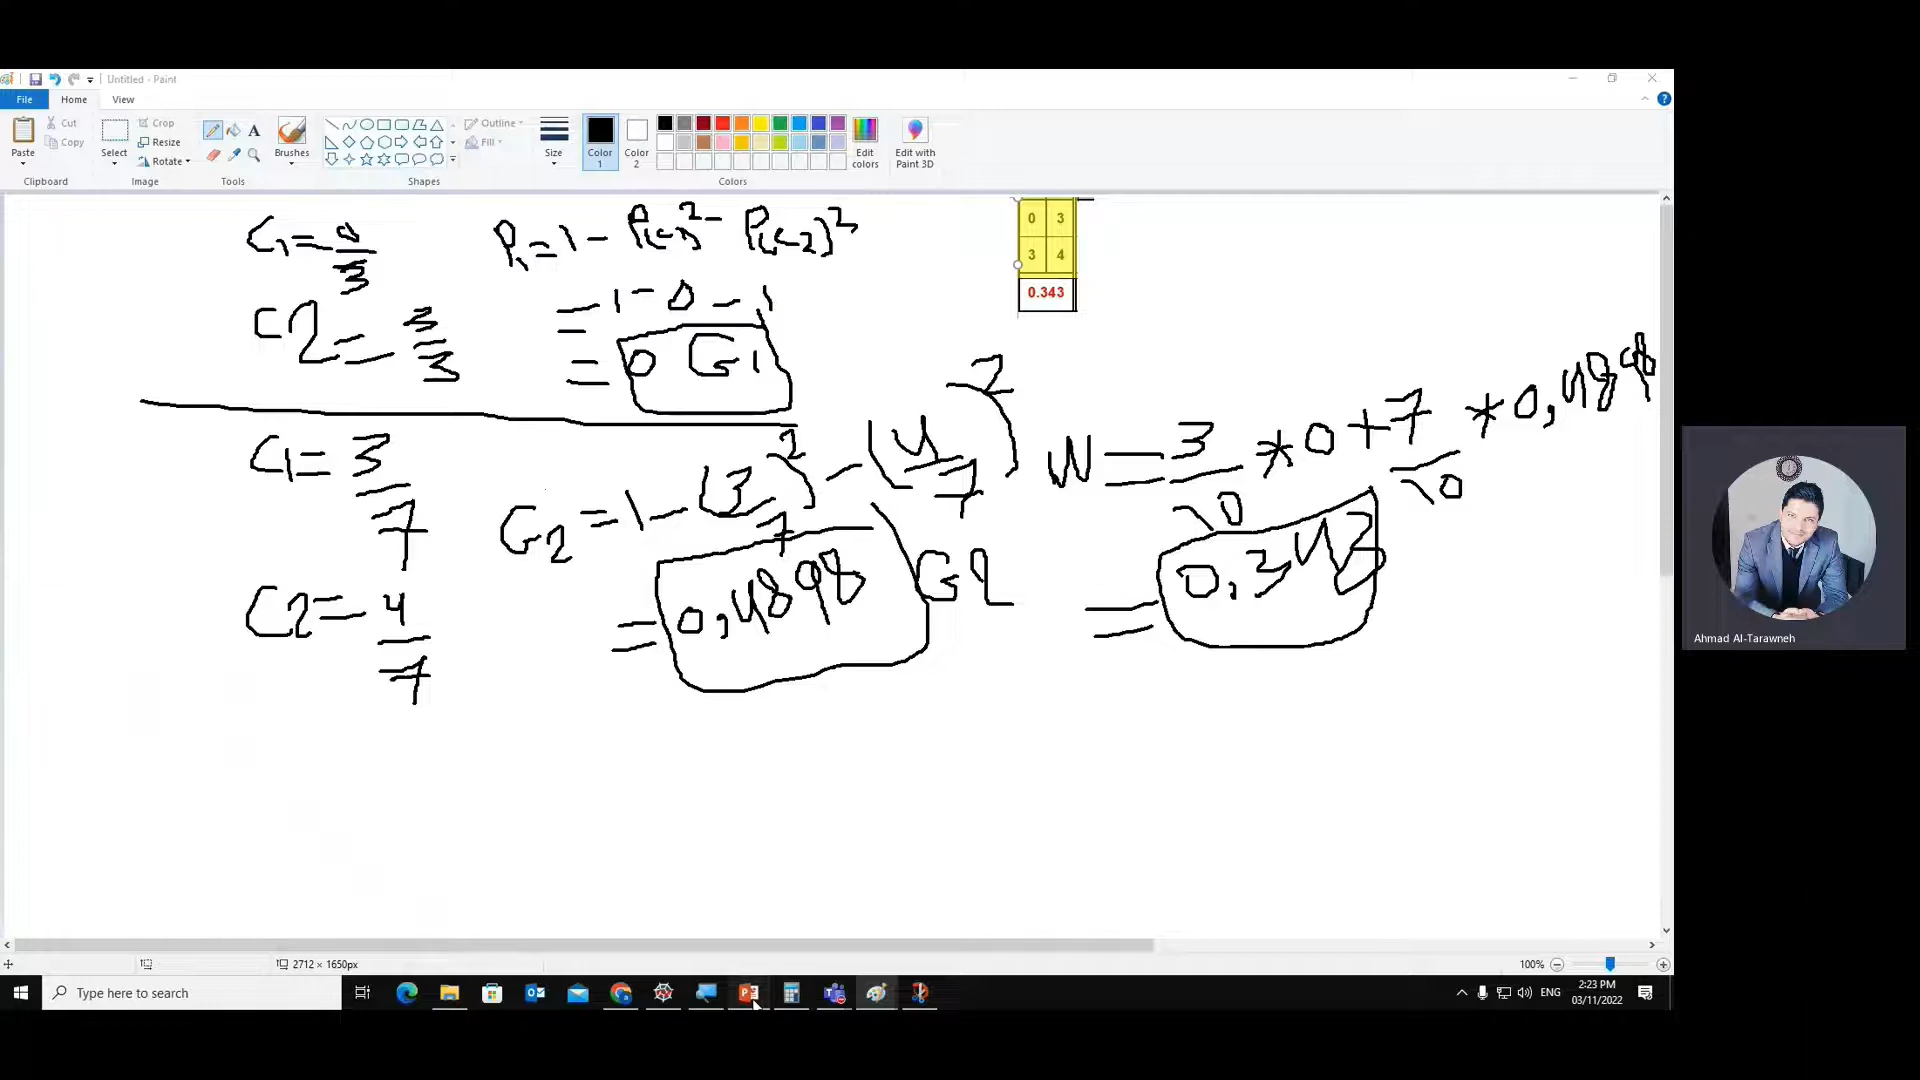 Untitled - Paint
File Home View
Paste Cut Copy
Clipboard
Select Crop Resize Rotate
Image
Tools
Brushes
Outline Fill
Shapes
Size
Color 1 Color 2
Edit colors
Colors
Edit with Paint 3D
C1 = 0/3
P1 = 1 - P(c1)² - P(c2)²
0 3
3 4
0.343
= 1 - 0 - 1
C2 = 3/3
= 0 G1
C1 = 3/7
G2 = 1 - (3/7)² - (4/7)²
W = 3/10 * 0 + 7/10 * 0,4898
C2 = 4/7
= 0,4898 G2
= 0,343
Ahmad Al-Tarawneh
2712 × 1650px
100%
Type here to search
ENG
2:23 PM
03/11/2022